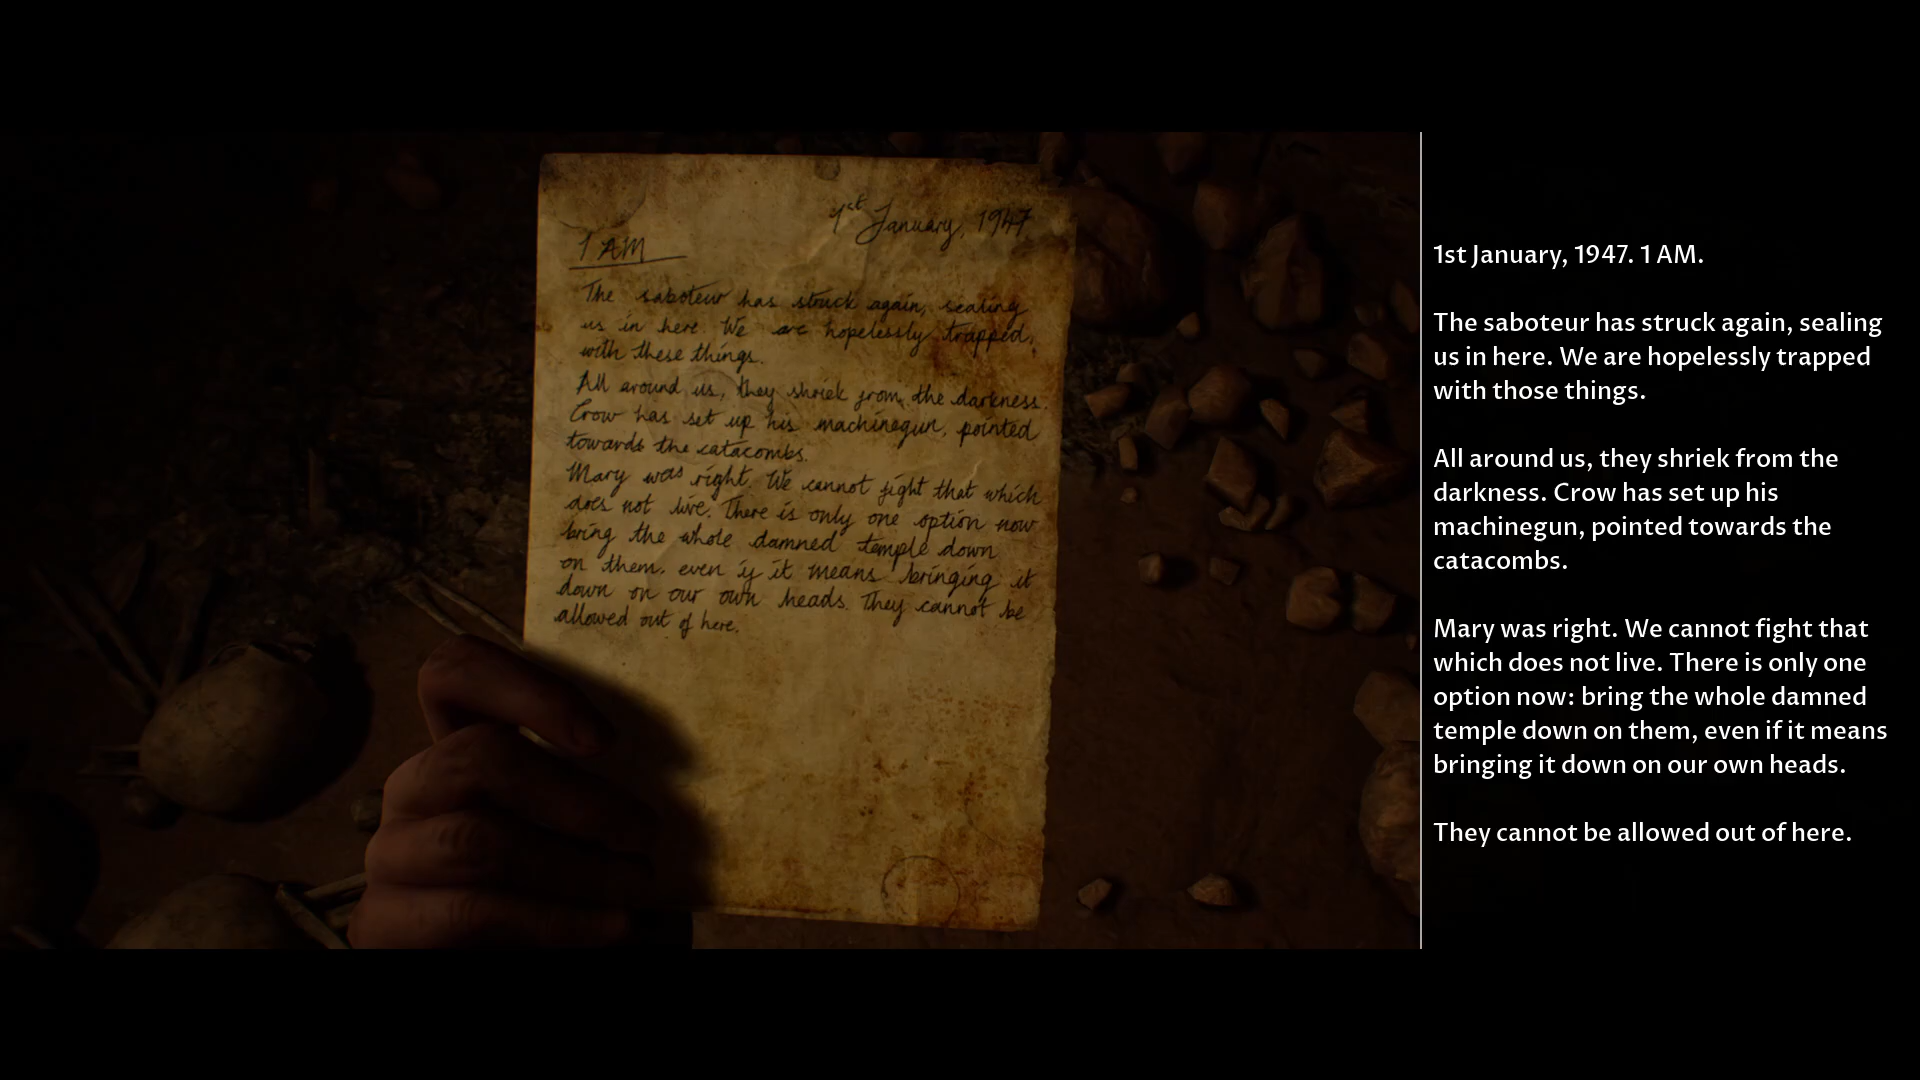 1st January, 1947
1 AM
The saboteur has struck again, sealing
us in here. We are hopelessly trapped,
with these things.
All around us, they shriek from the darkness.
Crow has set up his machinegun, pointed
towards the catacombs.
Mary was right. We cannot fight that which
does not live. There is only one option now
bring the whole damned temple down
on them, even if it means bringing it
down on our own heads. They cannot be
allowed out of here.
1st January, 1947. 1 AM.
The saboteur has struck again, sealing
us in here. We are hopelessly trapped
with those things.
All around us, they shriek from the
darkness. Crow has set up his
machinegun, pointed towards the
catacombs.
Mary was right. We cannot fight that
which does not live. There is only one
option now: bring the whole damned
temple down on them, even if it means
bringing it down on our own heads.
They cannot be allowed out of here.